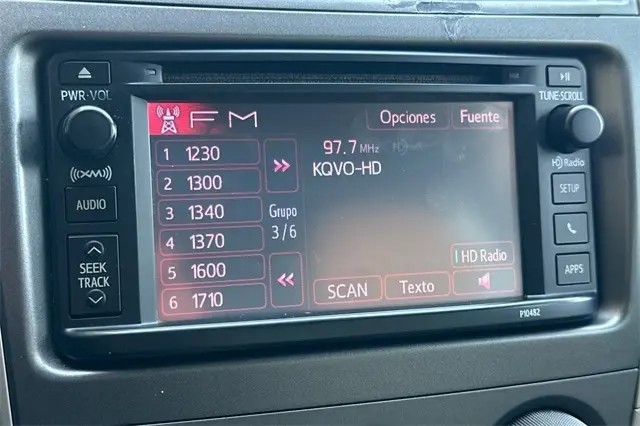 PWR·VOL
((XM))
AUDIO
SEEK
TRACK
FM
Opciones
Fuente
1 1230
2 1300
3 1340
4 1370
5 1600
6 1710
Grupo
3/6
97.7 MHz
KQVO-HD
HD Radio
SCAN
Texto
TUNE·SCROLL
HD Radio
SETUP
APPS
P10482